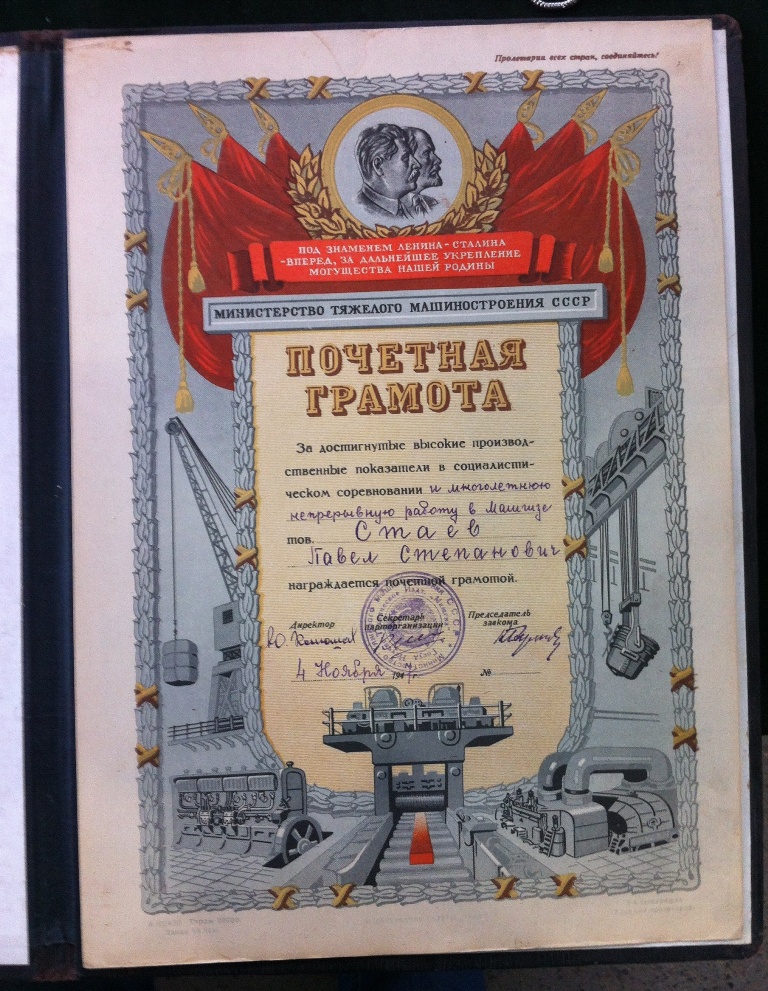 Пролетарии всех стран, соединяйтесь!
ПОД ЗНАМЕНЕМ ЛЕНИНА-СТАЛИНА
-ВПЕРЕД, ЗА ДАЛЬНЕЙШЕЕ УКРЕПЛЕНИЕ
МОГУЩЕСТВА НАШЕЙ РОДИНЫ
МИНИСТЕРСТВО ТЯЖЕЛОГО МАШИНОСТРОЕНИЯ СССР
ПОЧЕТНАЯ
ГРАМОТА
За достигнутые высокие производ-
ственные показатели в социалисти-
ческом соревновании и многолетнюю
непрерывную работу в Машгизе
тов. Стаев
Павел Степанович
награждается почетной грамотой.
Директор
Секретарь
парторганизации
Председатель
завкома
4 Ноября 194 г.
№